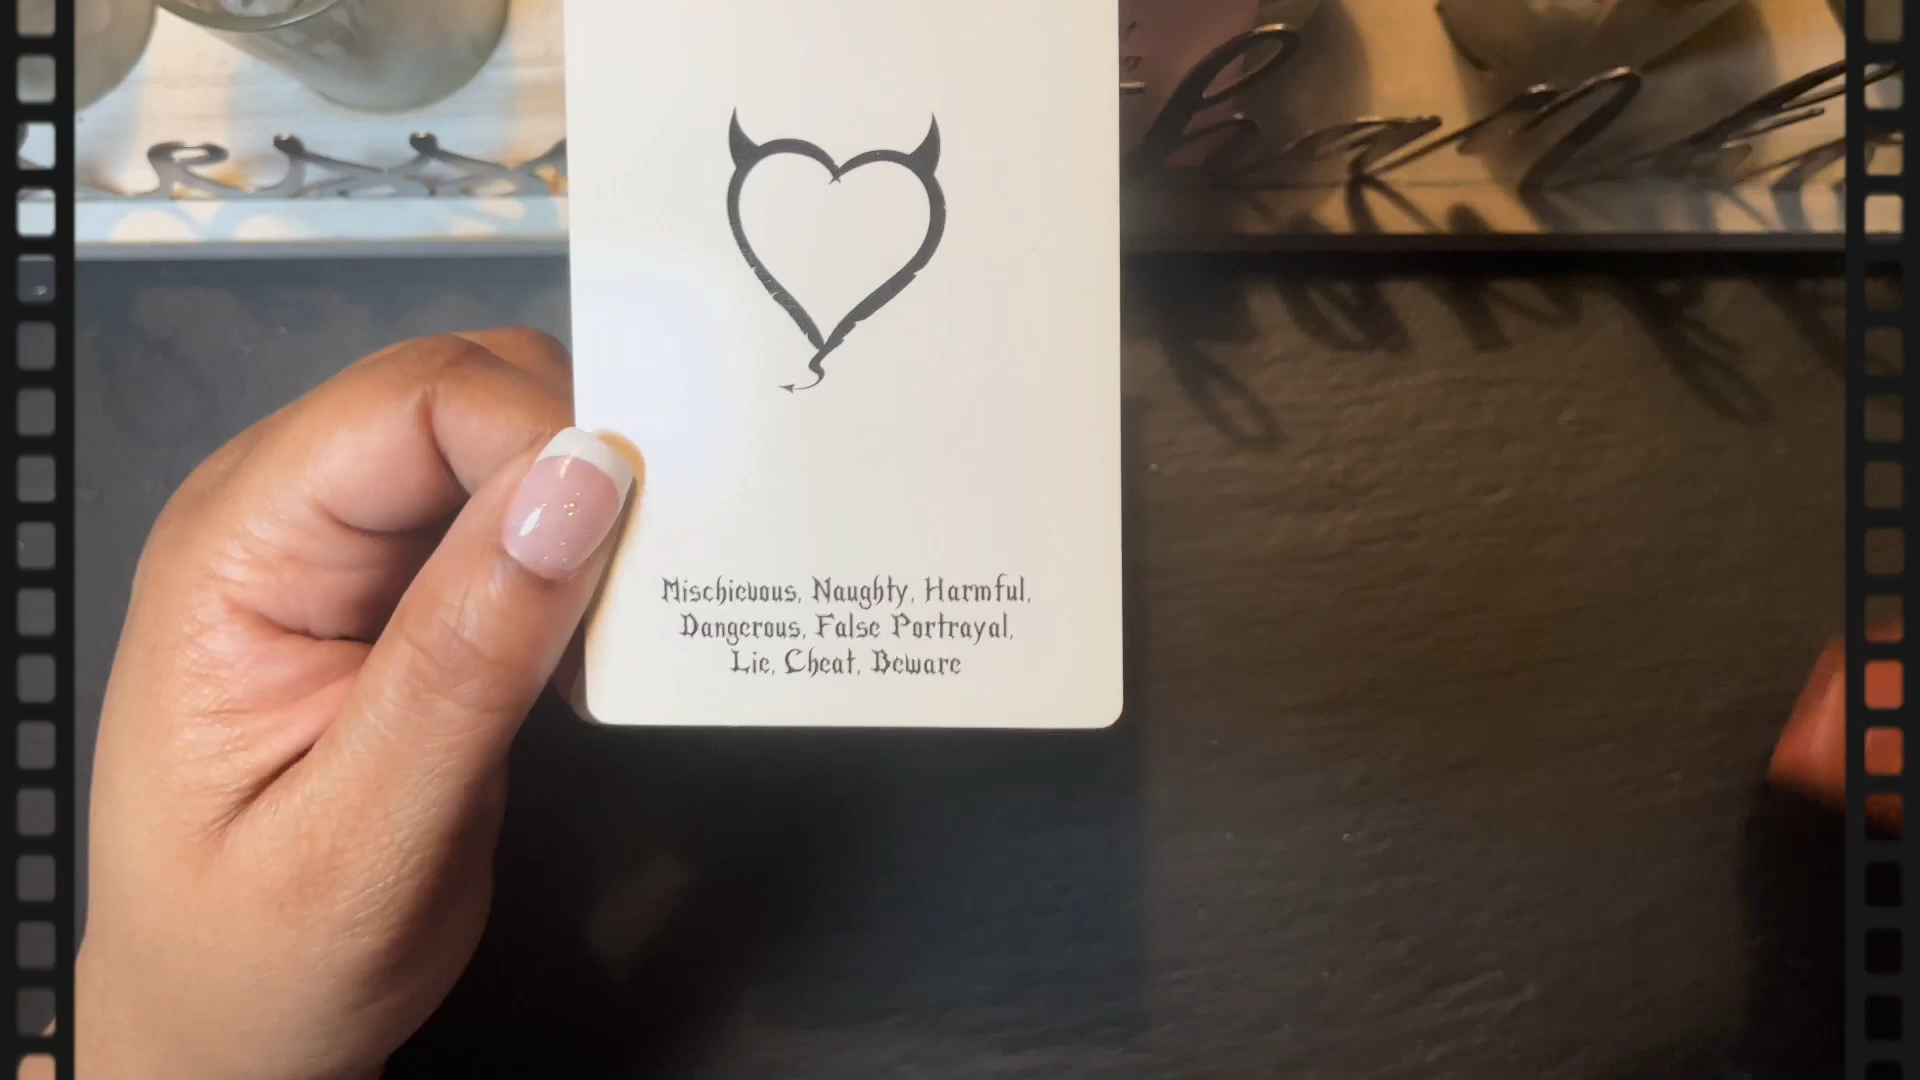 Mischievous, Naughty, Harmful,
Dangerous, False Portrayal,
Lie, Cheat, Beware